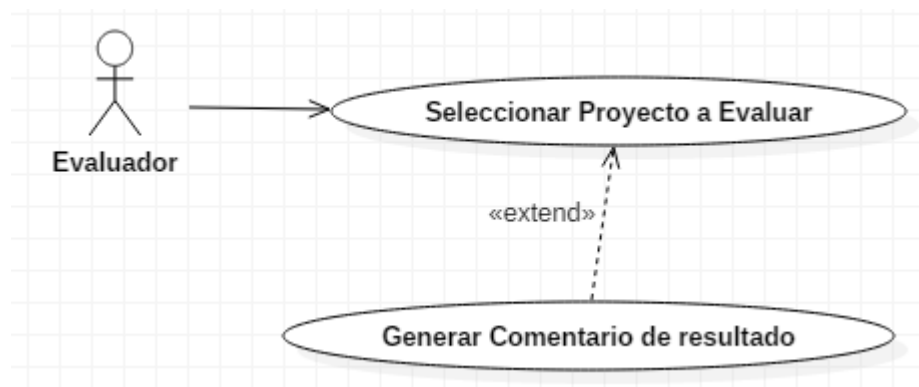 Seleccionar Proyecto a Evaluar
Evaluador
«extend»
Generar Comentario de resultado